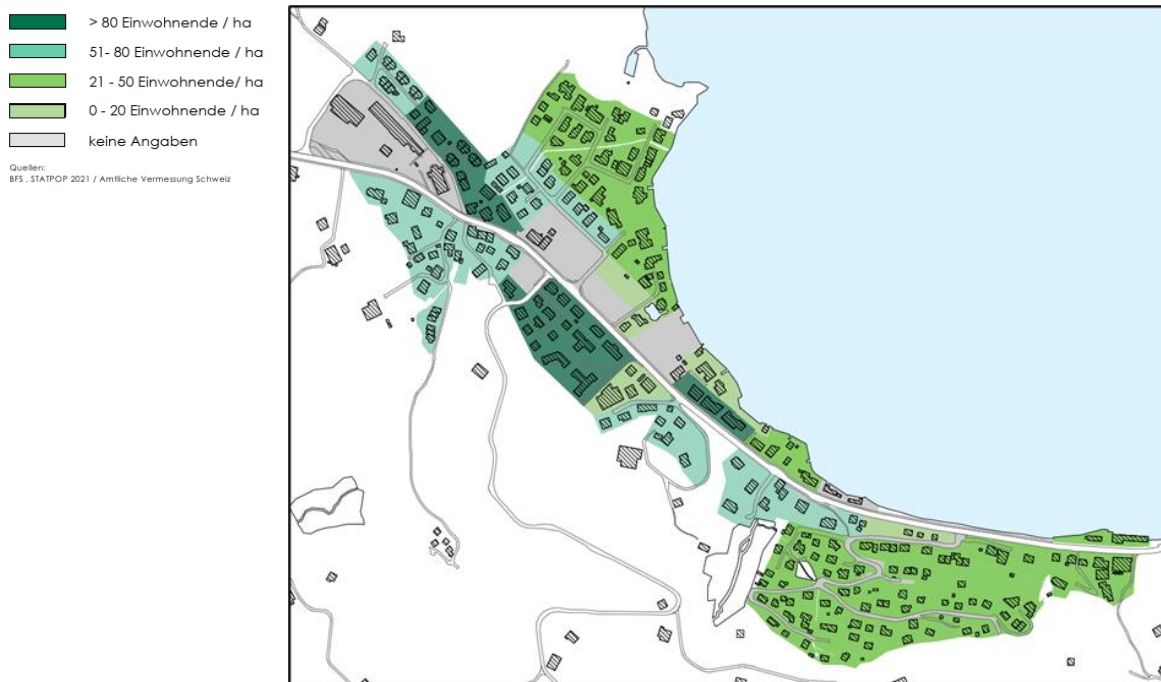 > 80 Einwohnende / ha
51- 80 Einwohnende / ha
21 - 50 Einwohnende/ ha
0 - 20 Einwohnende / ha
keine Angaben
Quellen:
BFS , STATPOP 2021 / Amtliche Vermessung Schweiz